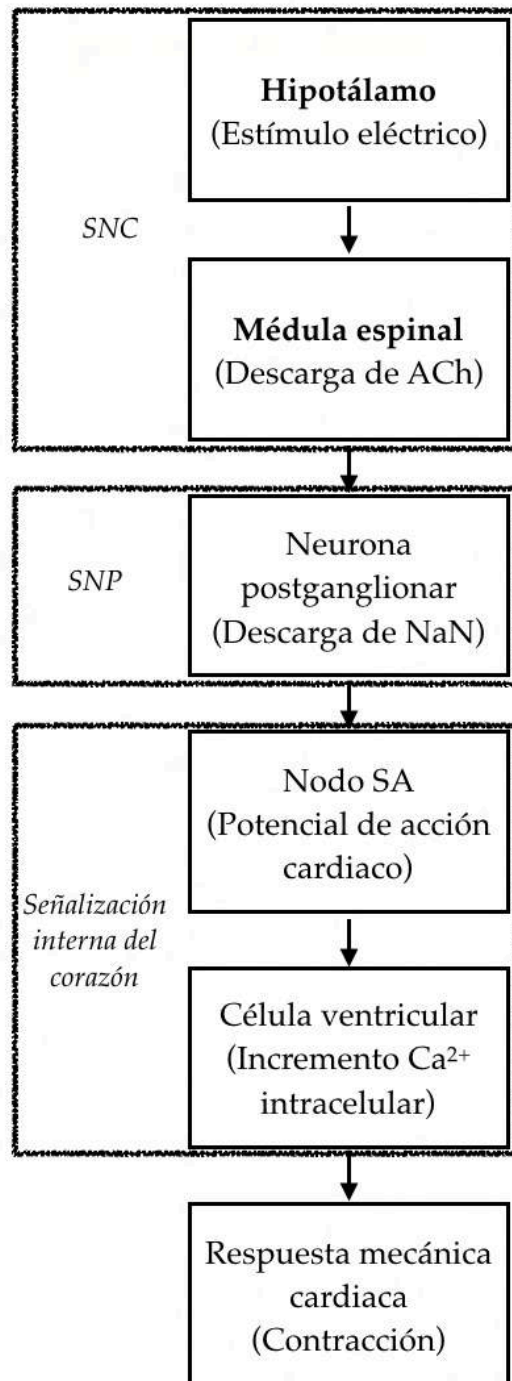 Hipotálamo
(Estímulo eléctrico)
SNC
Médula espinal
(Descarga de ACh)
Neurona
postganglionar
(Descarga de NaN)
SNP
Nodo SA
(Potencial de acción
cardiaco)
Señalización
interna del
corazón
Célula ventricular
(Incremento Ca²⁺
intracelular)
Respuesta mecánica
cardiaca
(Contracción)